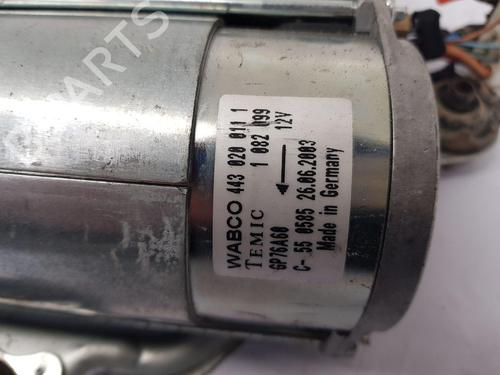 WABCO 443 020 011 1
TEMIC 1 082 099
GP76A60 12V
C- 55 0585 26.06.2003
Made in Germany
PARTS